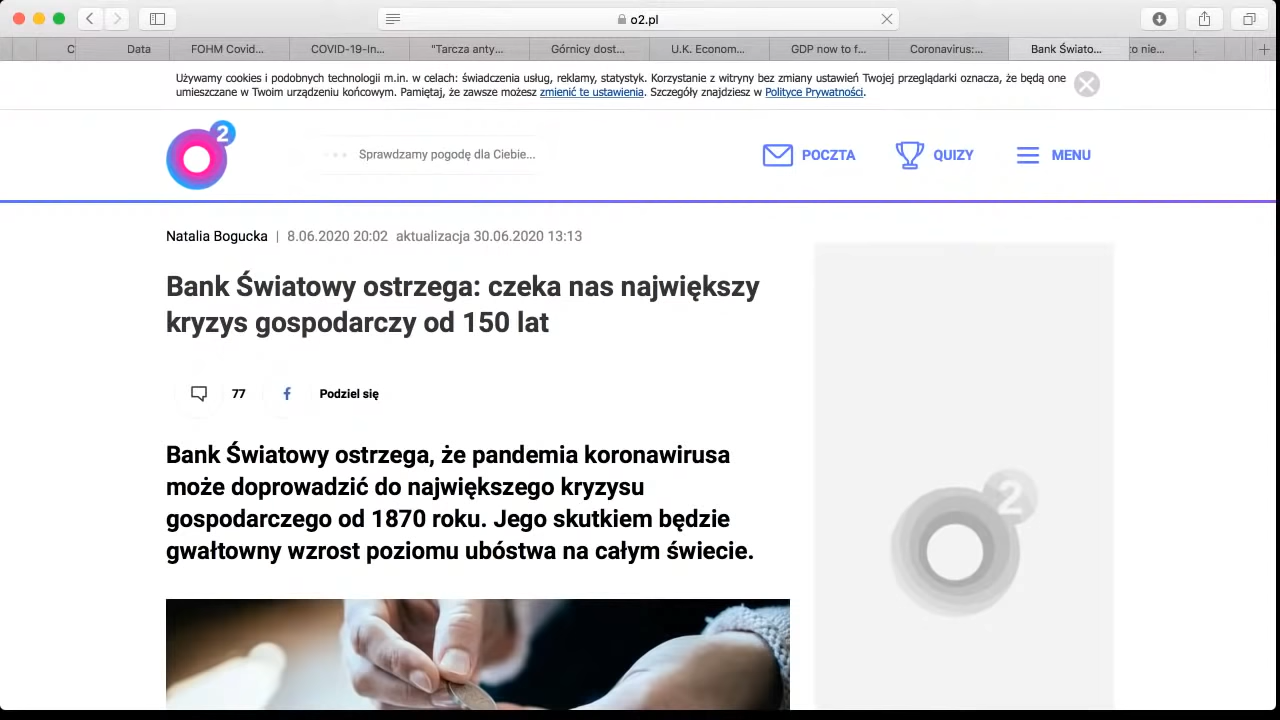 o2.pl
C
Data
FOHM Covid...
COVID-19-In...
"Tarcza anty...
Górnicy dost...
U.K. Econom...
GDP now to f...
Coronavirus:...
Bank Świato...
:o nie...
Używamy cookies i podobnych technologii m.in. w celach: świadczenia usług, reklamy, statystyk. Korzystanie z witryny bez zmiany ustawień Twojej przeglądarki oznacza, że będą one
umieszczane w Twoim urządzeniu końcowym. Pamiętaj, że zawsze możesz zmienić te ustawienia. Szczegóły znajdziesz w Polityce Prywatności.
2
Sprawdzamy pogodę dla Ciebie...
POCZTA
QUIZY
MENU
Natalia Bogucka | 8.06.2020 20:02 aktualizacja 30.06.2020 13:13
Bank Światowy ostrzega: czeka nas największy
kryzys gospodarczy od 150 lat
77
f
Podziel się
Bank Światowy ostrzega, że pandemia koronawirusa
może doprowadzić do największego kryzysu
gospodarczego od 1870 roku. Jego skutkiem będzie
gwałtowny wzrost poziomu ubóstwa na całym świecie.
2